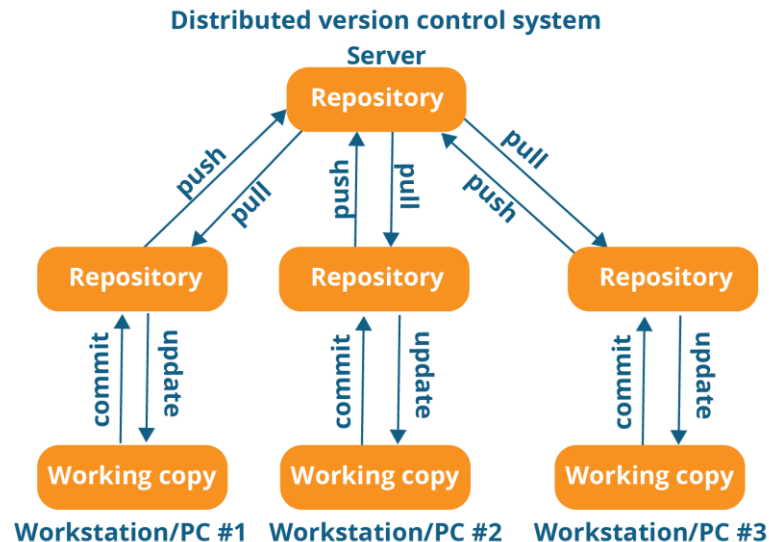 Distributed version control system
Server
Repository
push
pull
push
pull
pull
push
Repository
Repository
Repository
commit
update
commit
update
commit
update
Working copy
Working copy
Working copy
Workstation/PC #1
Workstation/PC #2
Workstation/PC #3